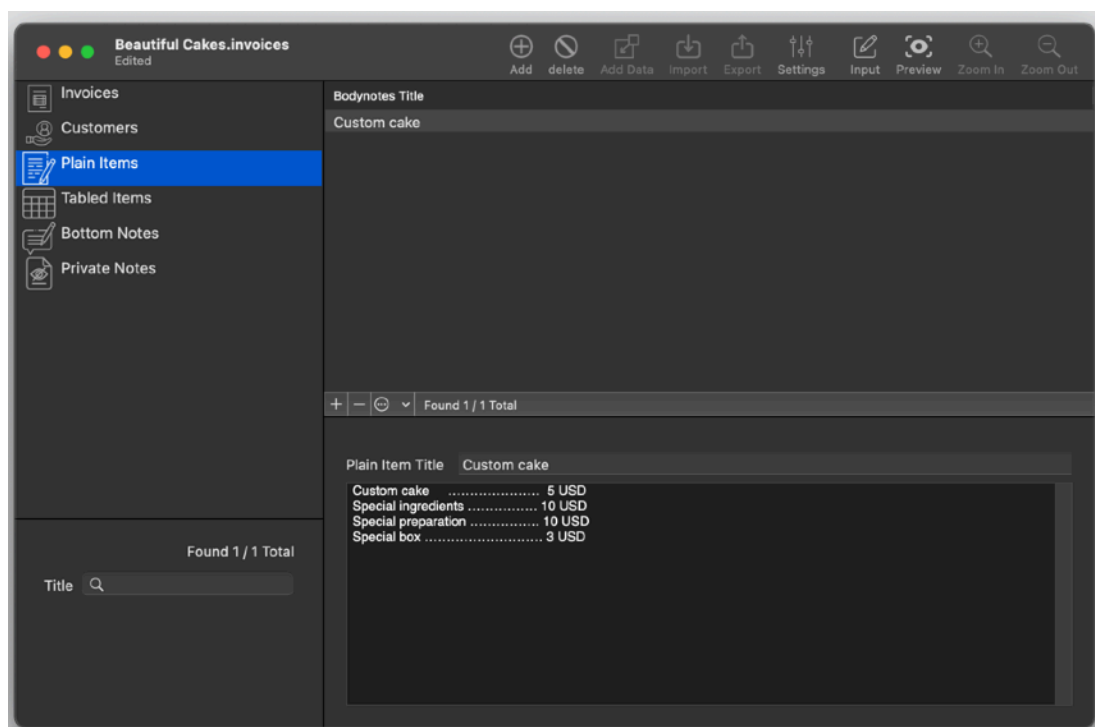 Beautiful Cakes.invoices
Edited
Add delete Add Data Import Export Settings Input Preview Zoom In Zoom Out
Invoices
Customers
Plain Items
Tabled Items
Bottom Notes
Private Notes
Found 1 / 1 Total
Title
Bodynotes Title
Custom cake
Found 1 / 1 Total
Plain Item Title Custom cake
Custom cake ..................... 5 USD
Special ingredients ................ 10 USD
Special preparation ................ 10 USD
Special box ........................... 3 USD